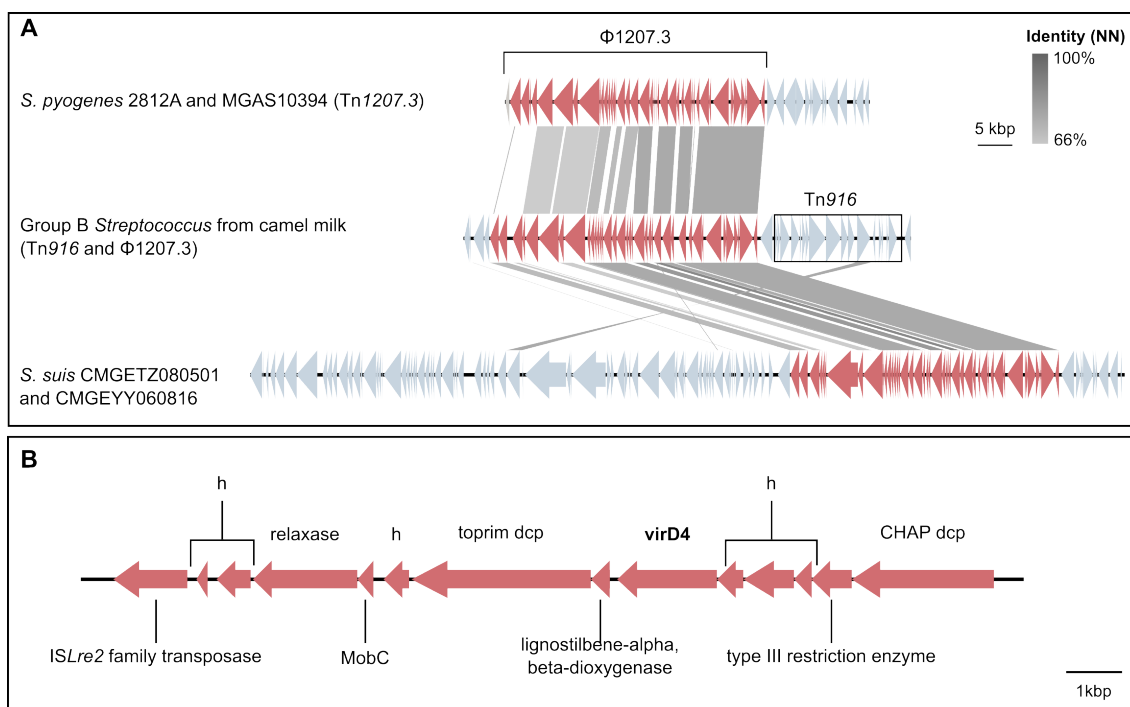 A
Φ1207.3
Identity (NN)
100%
66%
S. pyogenes 2812A and MGAS10394 (Tn1207.3)
5 kbp
Group B Streptococcus from camel milk
(Tn916 and Φ1207.3)
Tn916
S. suis CMGETZ080501
and CMGEYY060816
B
h
h
relaxase
h
toprim dcp
virD4
CHAP dcp
ISLre2 family transposase
MobC
lignostilbene-alpha,
beta-dioxygenase
type III restriction enzyme
1kbp